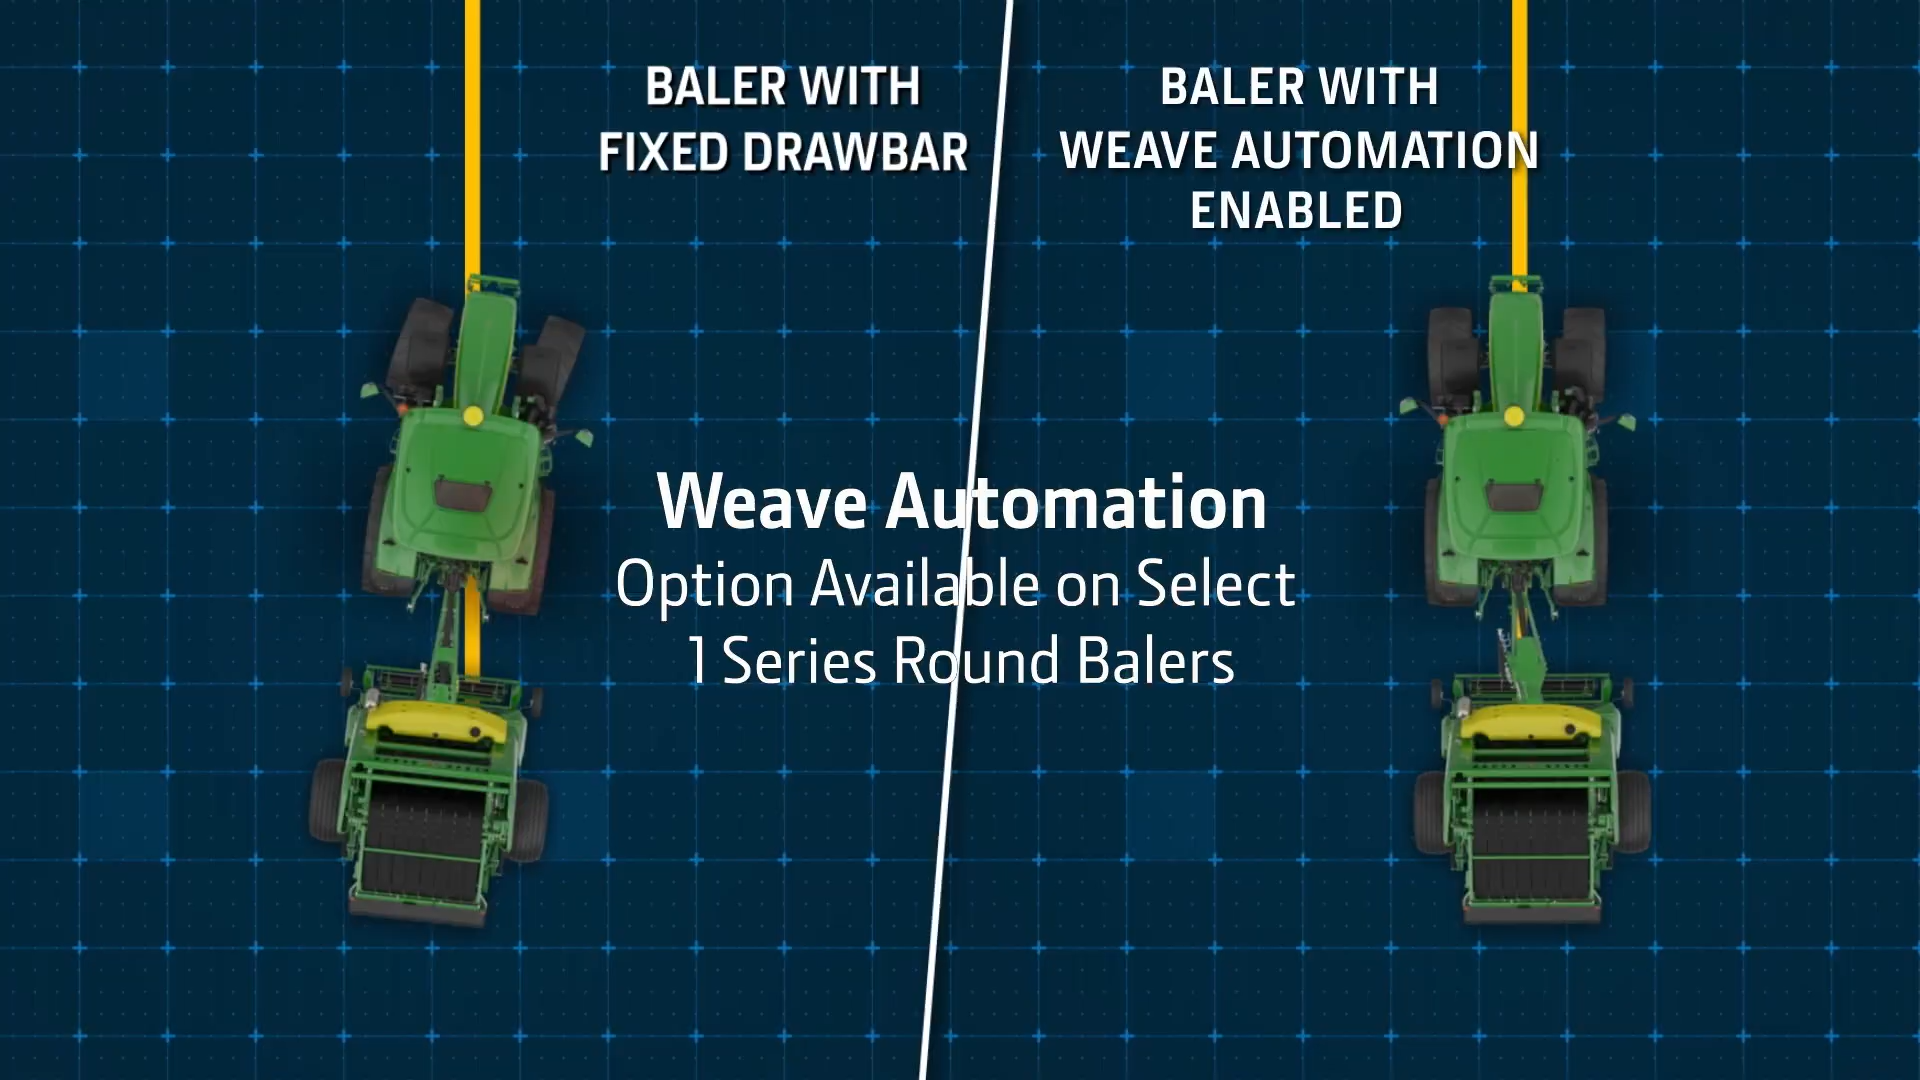 BALER WITH
FIXED DRAWBAR
BALER WITH
WEAVE AUTOMATION
ENABLED
Weave Automation
Option Available on Select
1 Series Round Balers